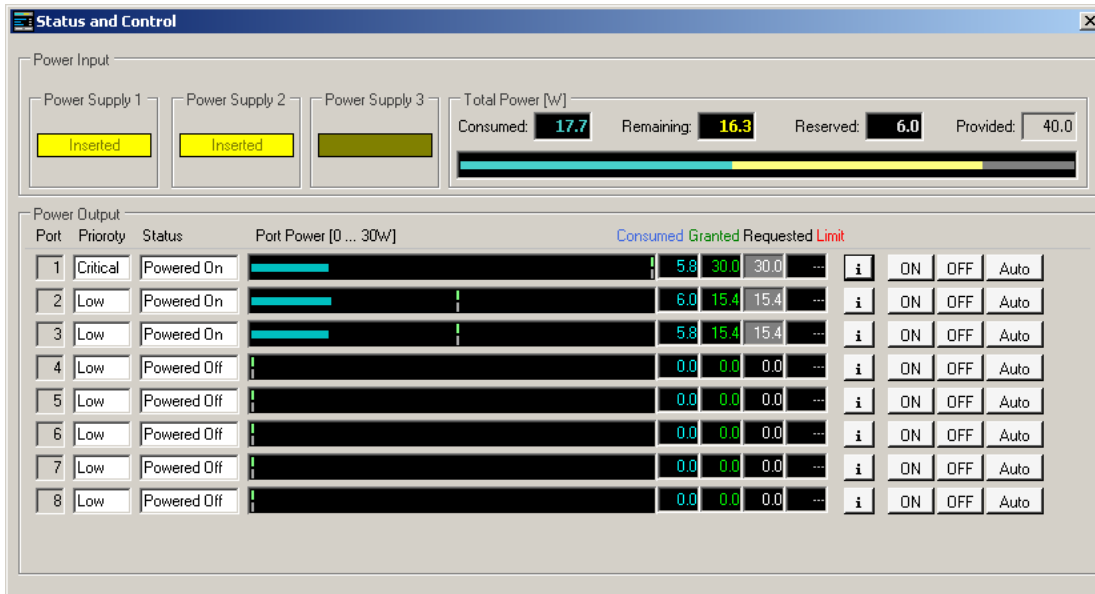 Status and Control
Power Input
Power Supply 1 Power Supply 2 Power Supply 3 Total Power [W]
Inserted Inserted Consumed: 17.7 Remaining: 16.3 Reserved: 6.0 Provided: 40.0
Power Output
Port Prioroty Status Port Power [0 ... 30W] Consumed Granted Requested Limit
1 Critical Powered On 5.8 30.0 30.0 --- i ON OFF Auto
2 Low Powered On 6.0 15.4 15.4 --- i ON OFF Auto
3 Low Powered On 5.8 15.4 15.4 --- i ON OFF Auto
4 Low Powered Off 0.0 0.0 0.0 --- i ON OFF Auto
5 Low Powered Off 0.0 0.0 0.0 --- i ON OFF Auto
6 Low Powered Off 0.0 0.0 0.0 --- i ON OFF Auto
7 Low Powered Off 0.0 0.0 0.0 --- i ON OFF Auto
8 Low Powered Off 0.0 0.0 0.0 --- i ON OFF Auto